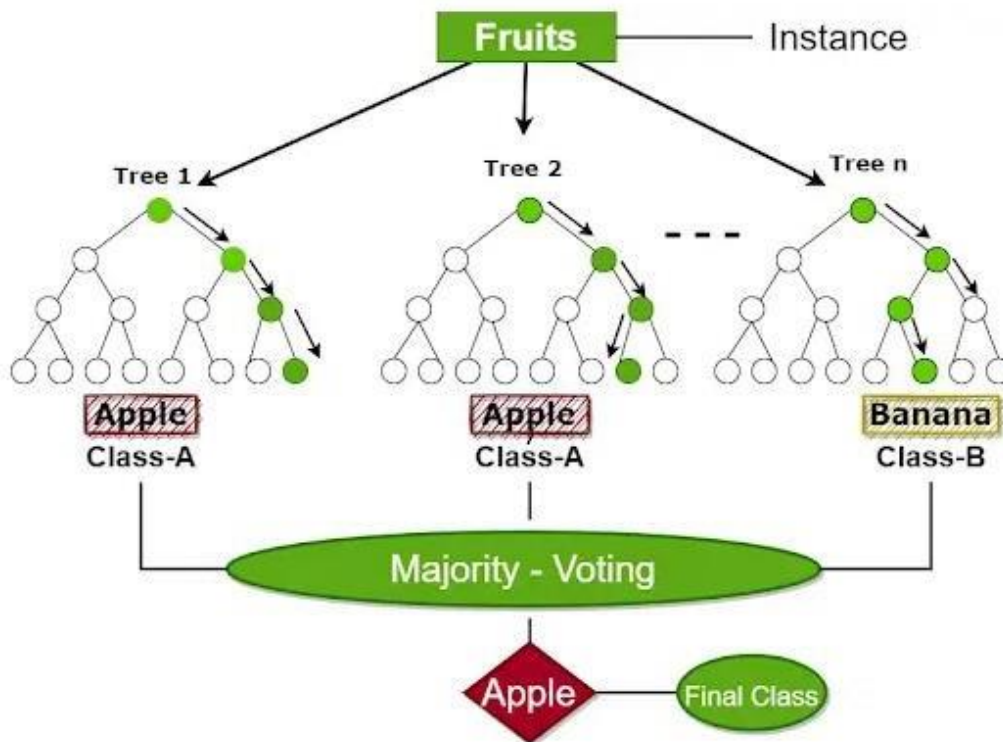 Fruits
Instance
Tree 1
Tree 2
Tree n
Apple
Class-A
Apple
Class-A
Banana
Class-B
Majority - Voting
Apple
Final Class